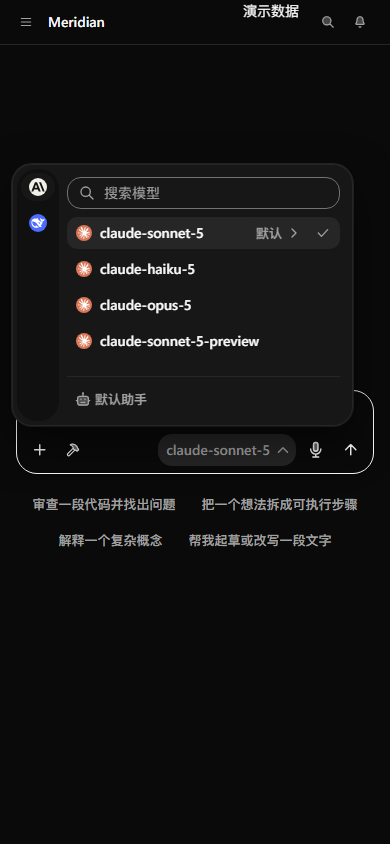 Meridian
演示数据
搜索模型
claude-sonnet-5 默认
claude-haiku-5
claude-opus-5
claude-sonnet-5-preview
默认助手
claude-sonnet-5
审查一段代码并找出问题 把一个想法拆成可执行步骤
解释一个复杂概念 帮我起草或改写一段文字